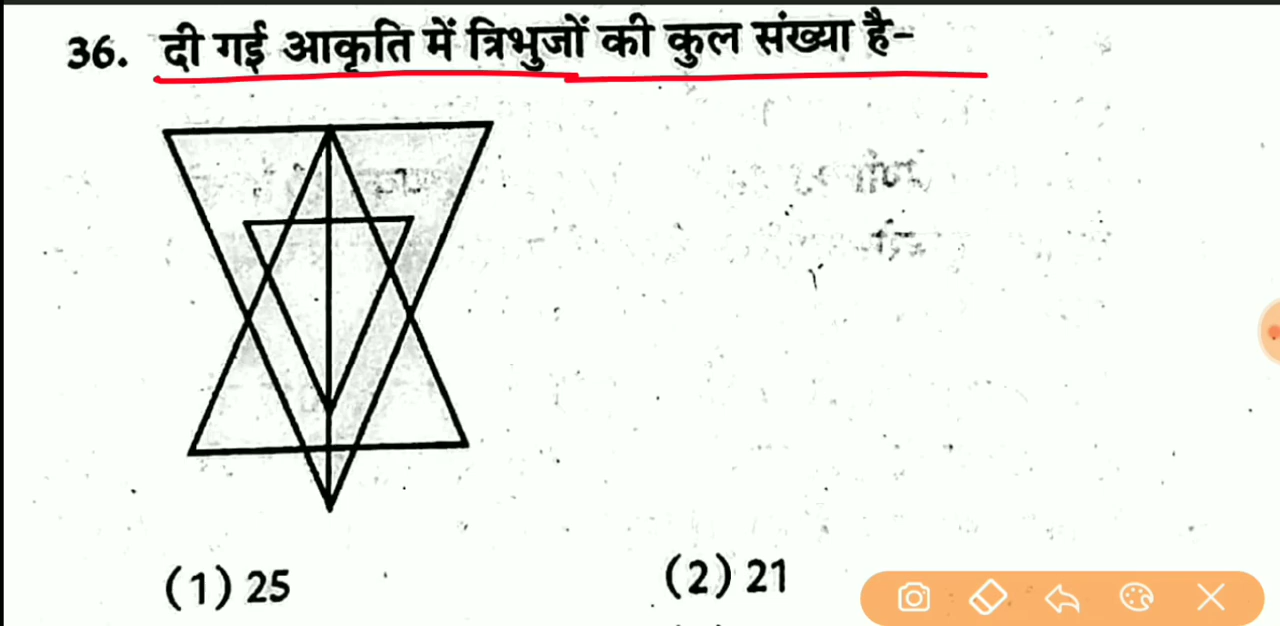 36. दी गई आकृति में त्रिभुजों की कुल संख्या है-
(1) 25
(2) 21